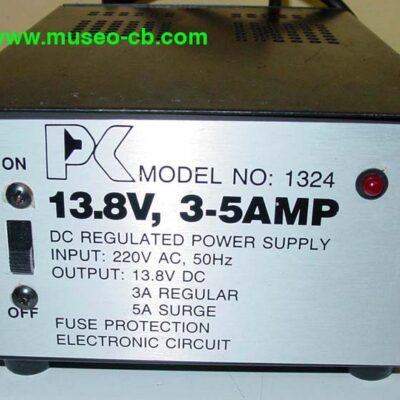 www.museo-cb.com
PC
MODEL NO: 1324
ON
13.8V, 3-5AMP
DC REGULATED POWER SUPPLY
INPUT: 220V AC, 50Hz
OUTPUT: 13.8V DC
3A REGULAR
OFF
5A SURGE
FUSE PROTECTION
ELECTRONIC CIRCUIT